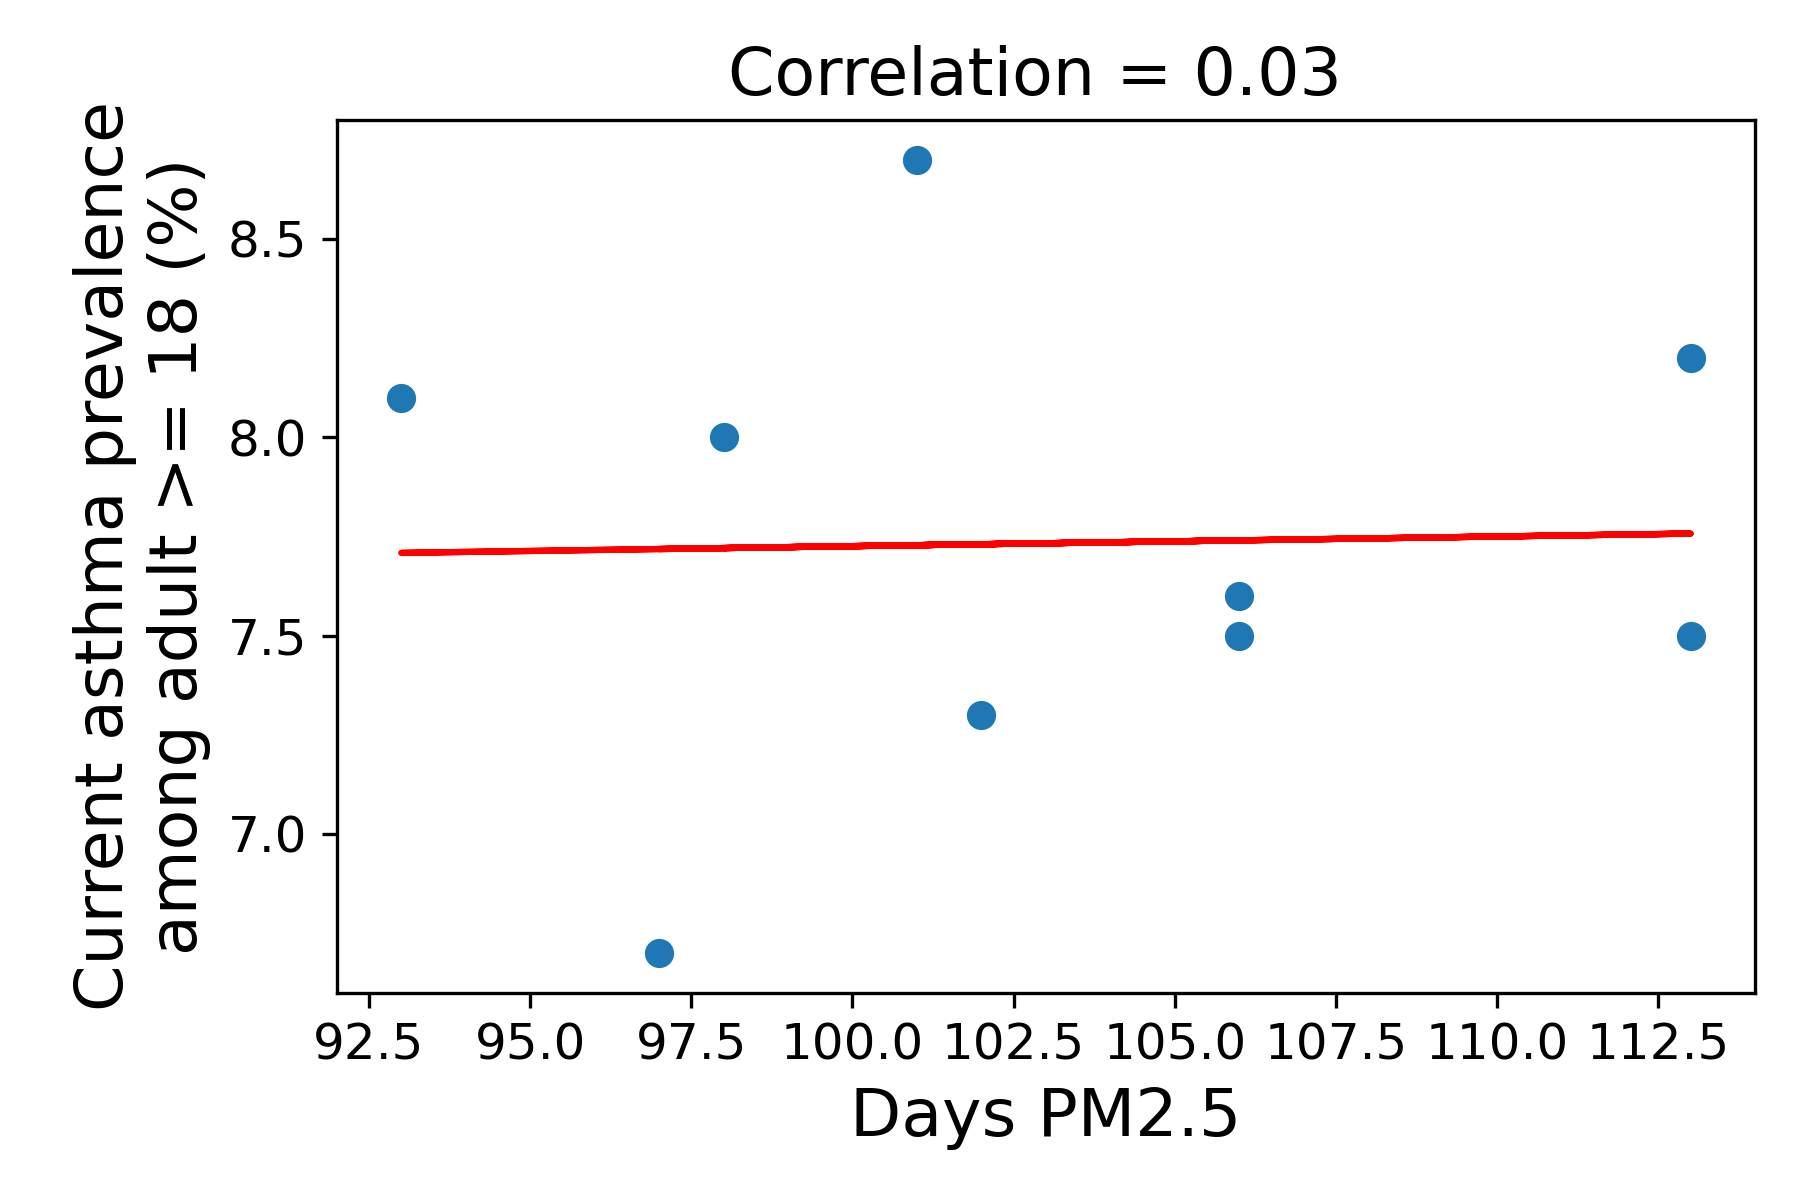 Correlation = 0.03
Current asthma prevalence
among adult >= 18 (%)
8.5
8.0
7.5
7.0
92.5 95.0 97.5 100.0 102.5 105.0 107.5 110.0 112.5
Days PM2.5